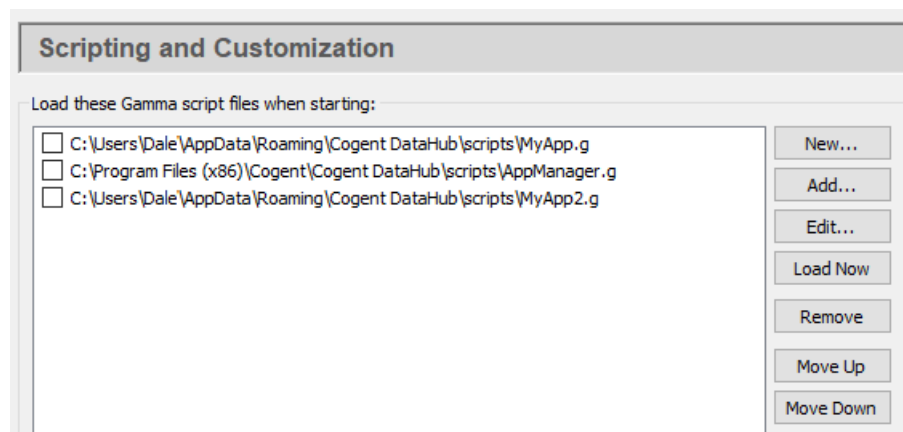 Scripting and Customization
Load these Gamma script files when starting:
C:\Users\Dale\AppData\Roaming\Cogent DataHub\scripts\MyApp.g
C:\Program Files (x86)\Cogent\Cogent DataHub\scripts\AppManager.g
C:\Users\Dale\AppData\Roaming\Cogent DataHub\scripts\MyApp2.g
New...
Add...
Edit...
Load Now
Remove
Move Up
Move Down